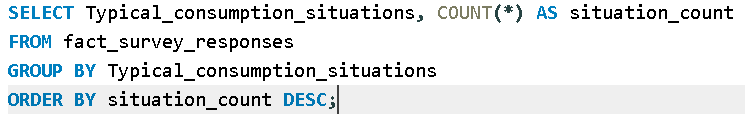 SELECT Typical_consumption_situations, COUNT(*) AS situation_count
FROM fact_survey_responses
GROUP BY Typical_consumption_situations
ORDER BY situation_count DESC;